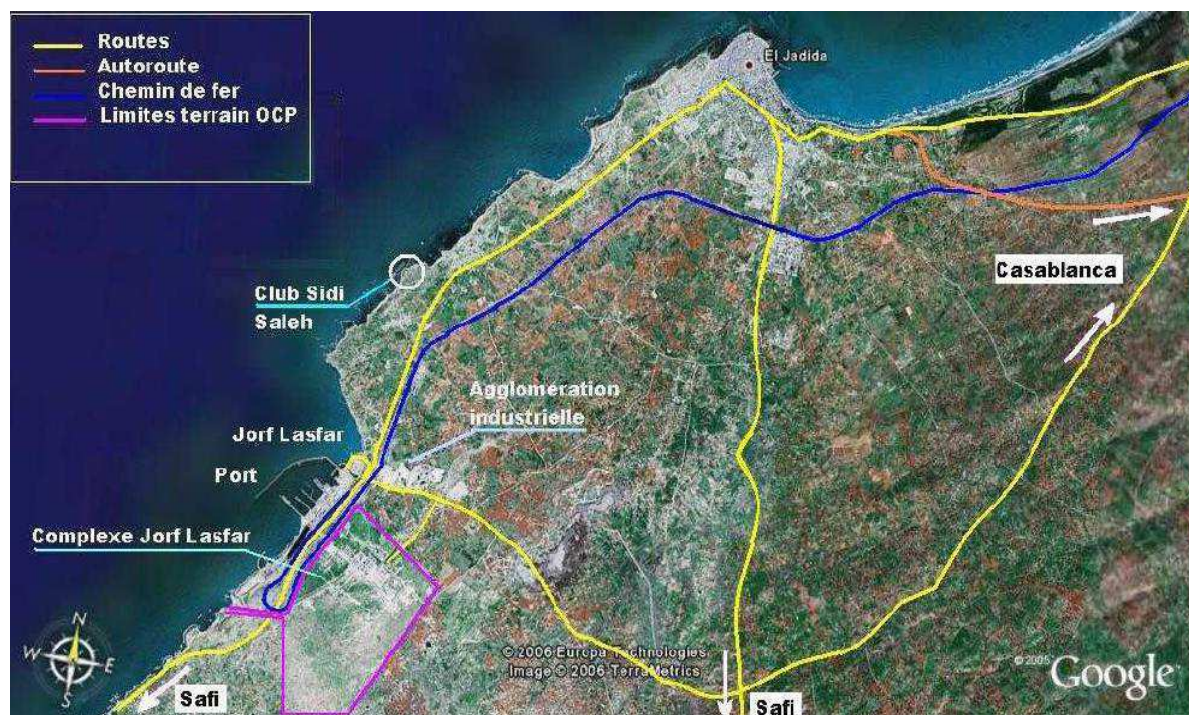 Routes
Autoroute
Chemin de fer
Limites terrain OCP
El Jadida
Casablanca
Club Sidi
Saleh
Agglomération
industrielle
Jorf Lasfar
Port
Complexe Jorf Lasfar
N
W
E
S
© 2006 Europa Technologies
Image © 2006 TerraMetrics
© 2005
Google
Safi
Safi